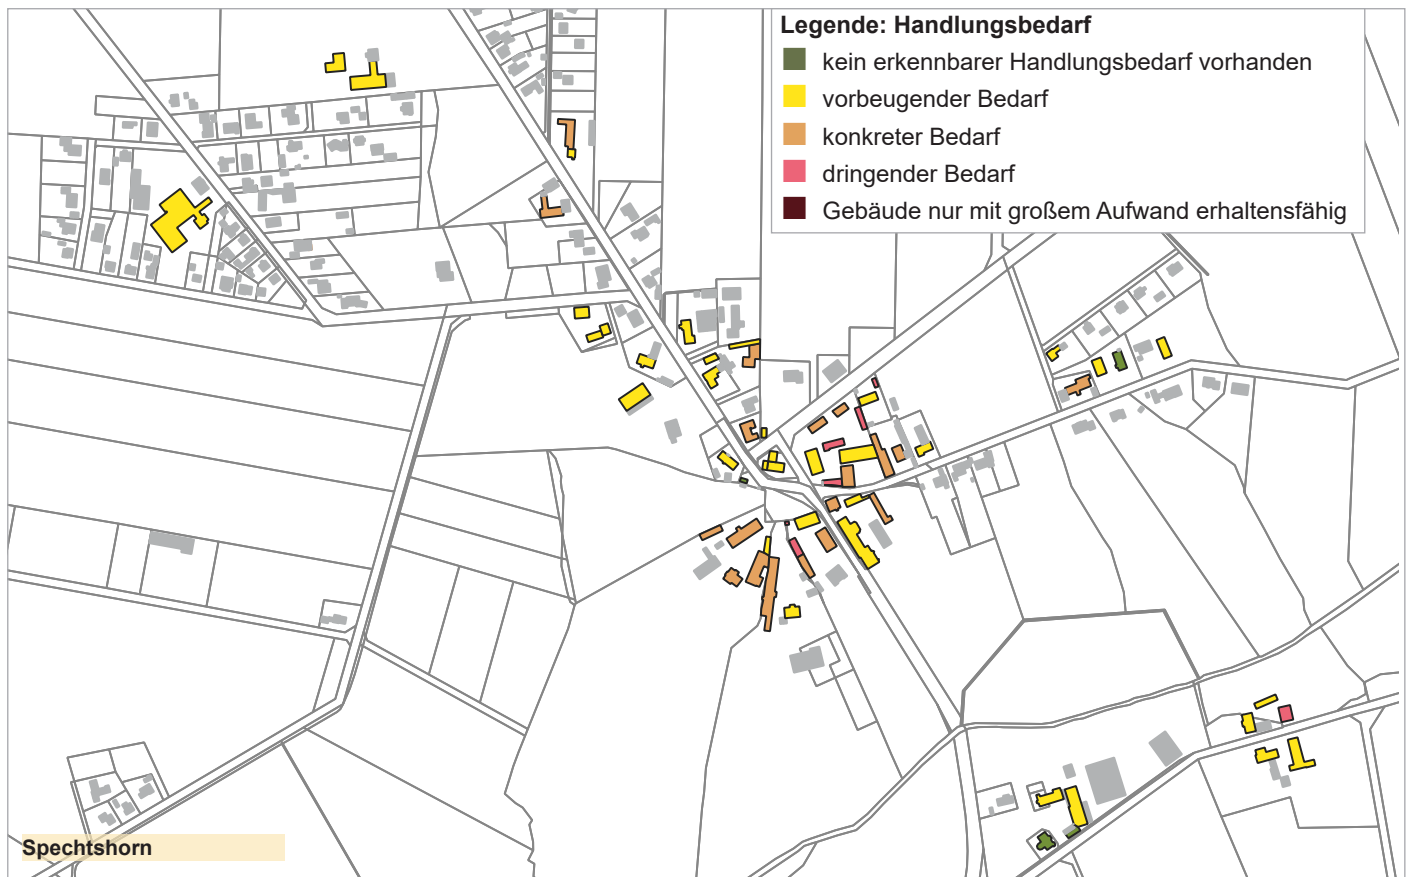 Legende: Handlungsbedarf
kein erkennbarer Handlungsbedarf vorhanden
vorbeugender Bedarf
konkreter Bedarf
dringender Bedarf
Gebäude nur mit großem Aufwand erhaltensfähig
Spechtshorn